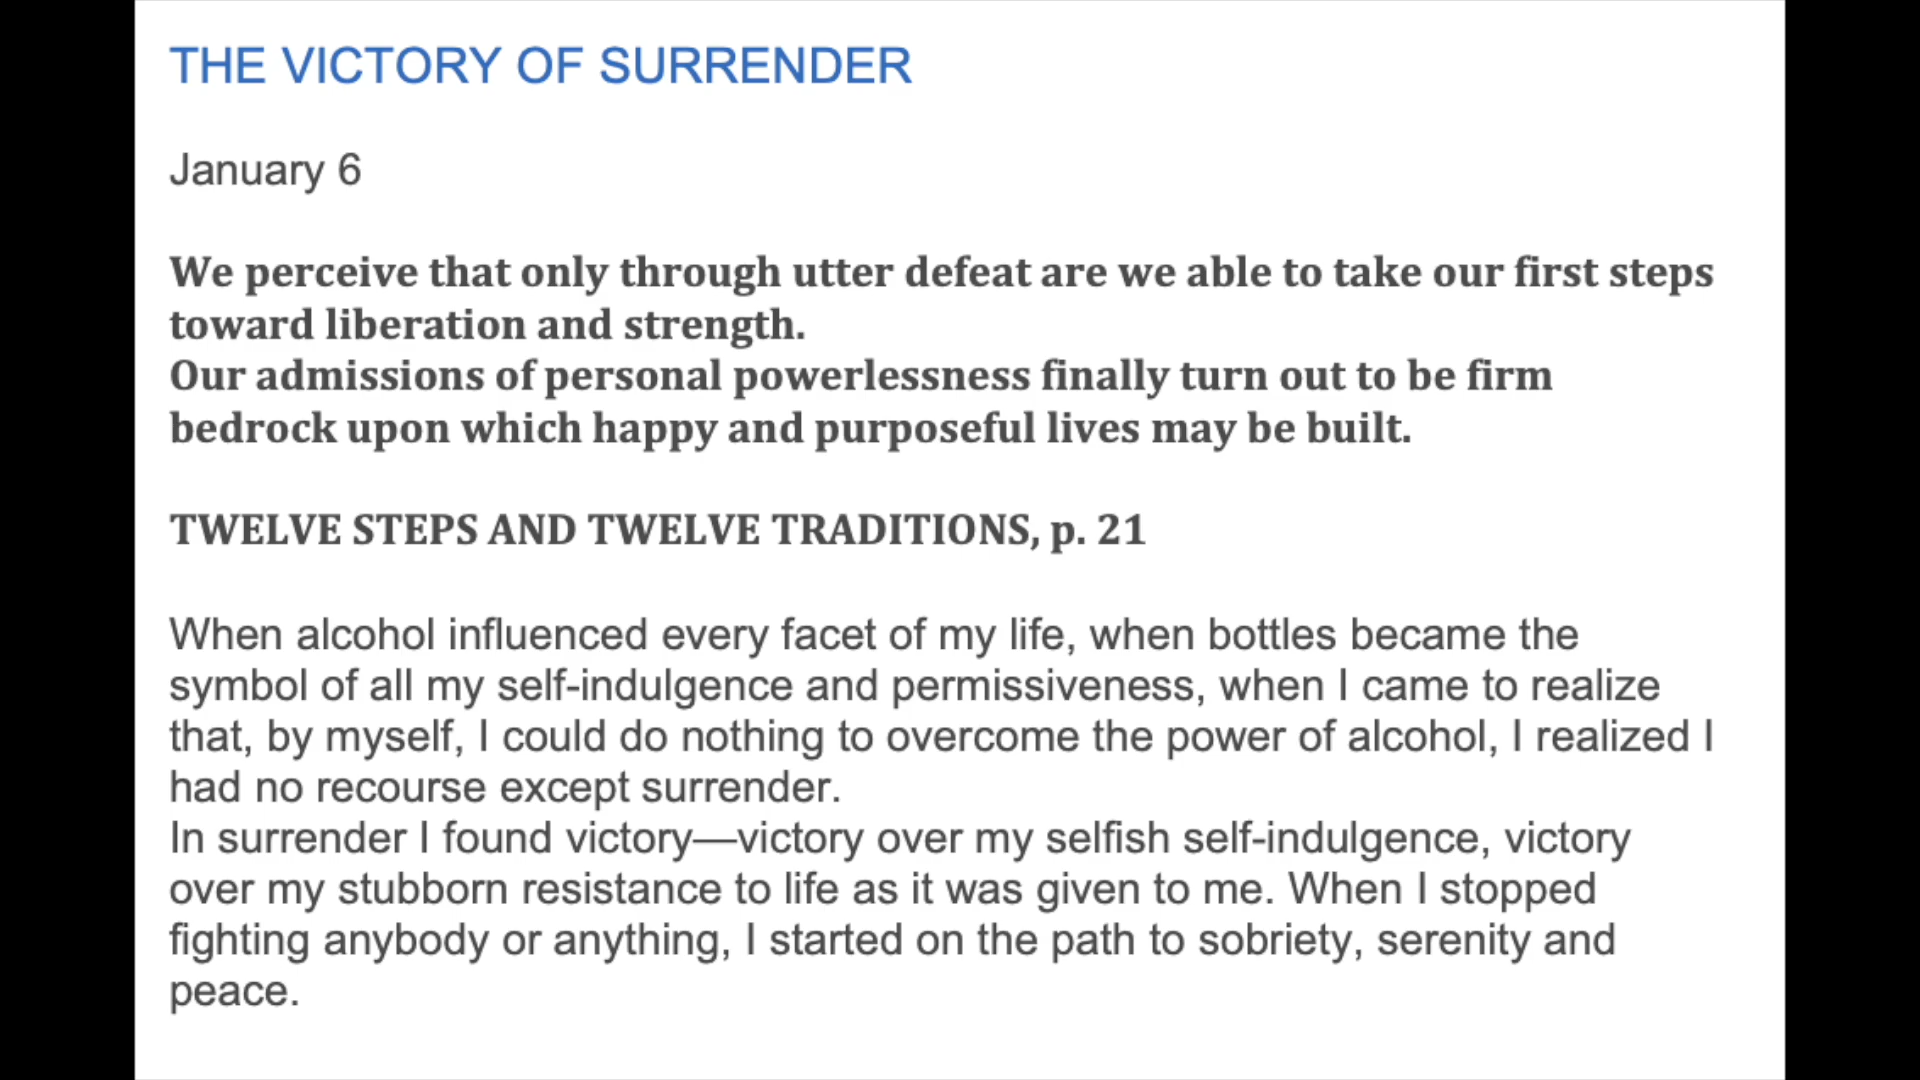 THE VICTORY OF SURRENDER
January 6
We perceive that only through utter defeat are we able to take our first steps
toward liberation and strength.
Our admissions of personal powerlessness finally turn out to be firm
bedrock upon which happy and purposeful lives may be built.
TWELVE STEPS AND TWELVE TRADITIONS, p. 21
When alcohol influenced every facet of my life, when bottles became the
symbol of all my self-indulgence and permissiveness, when I came to realize
that, by myself, I could do nothing to overcome the power of alcohol, I realized I
had no recourse except surrender.
In surrender I found victory—victory over my selfish self-indulgence, victory
over my stubborn resistance to life as it was given to me. When I stopped
fighting anybody or anything, I started on the path to sobriety, serenity and
peace.